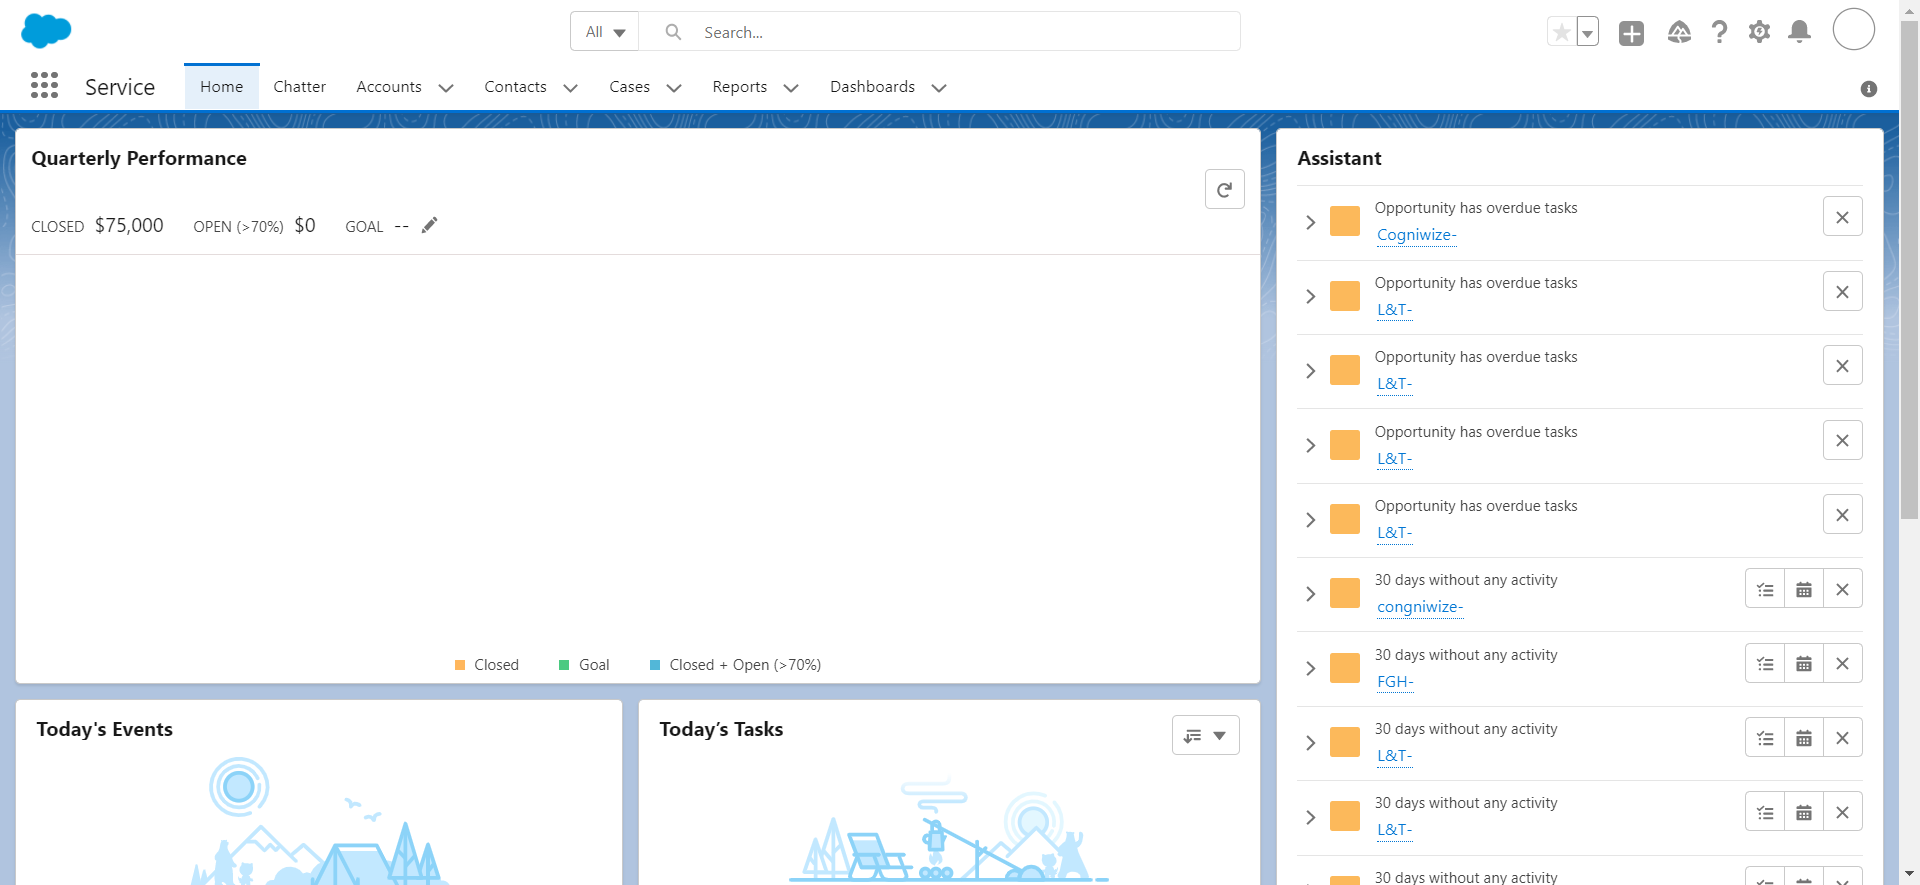 All
Search...
Service
Home
Chatter
Accounts
Contacts
Cases
Reports
Dashboards
Quarterly Performance
CLOSED $75,000 OPEN (>70%) $0 GOAL --
Closed
Goal
Closed + Open (>70%)
Today's Events
Today’s Tasks
Assistant
Opportunity has overdue tasks
Cogniwize-
Opportunity has overdue tasks
L&T-
Opportunity has overdue tasks
L&T-
Opportunity has overdue tasks
L&T-
Opportunity has overdue tasks
L&T-
30 days without any activity
congniwize-
30 days without any activity
FGH-
30 days without any activity
L&T-
30 days without any activity
L&T-
30 days without any activity